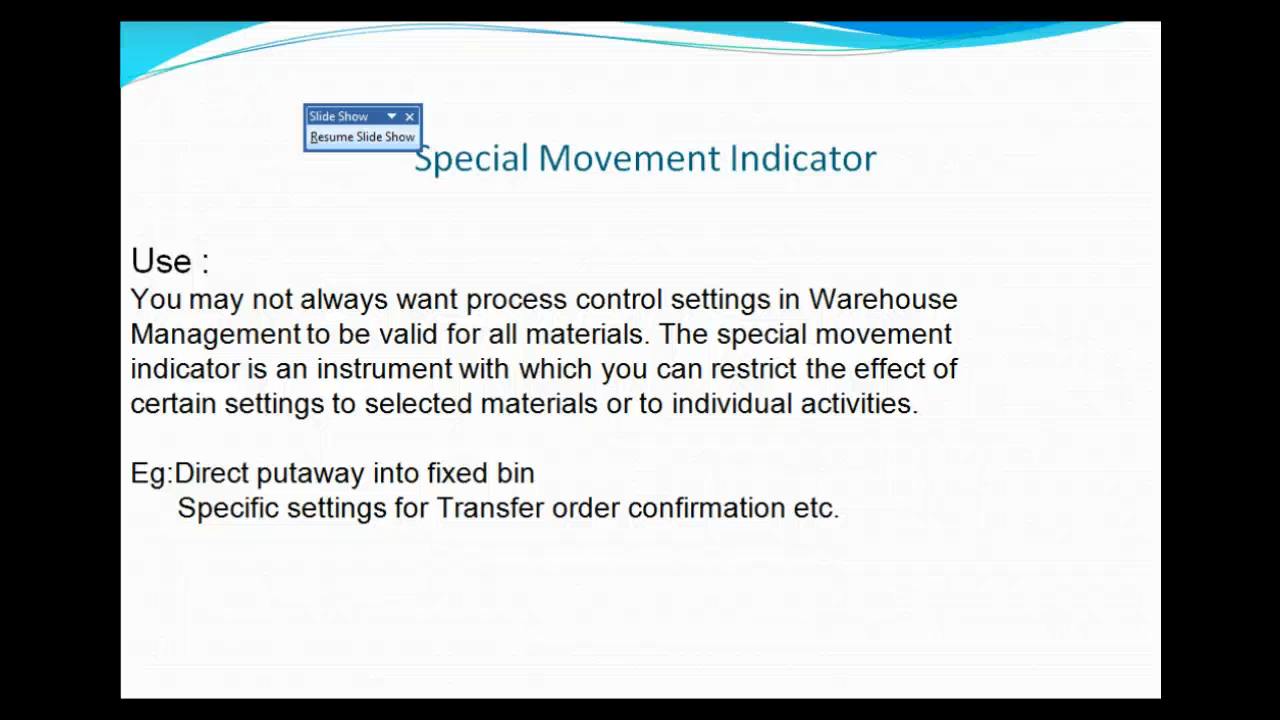 Slide Show
Resume Slide Show
Special Movement Indicator
Use :
You may not always want process control settings in Warehouse
Management to be valid for all materials. The special movement
indicator is an instrument with which you can restrict the effect of
certain settings to selected materials or to individual activities.
Eg:Direct putaway into fixed bin
Specific settings for Transfer order confirmation etc.